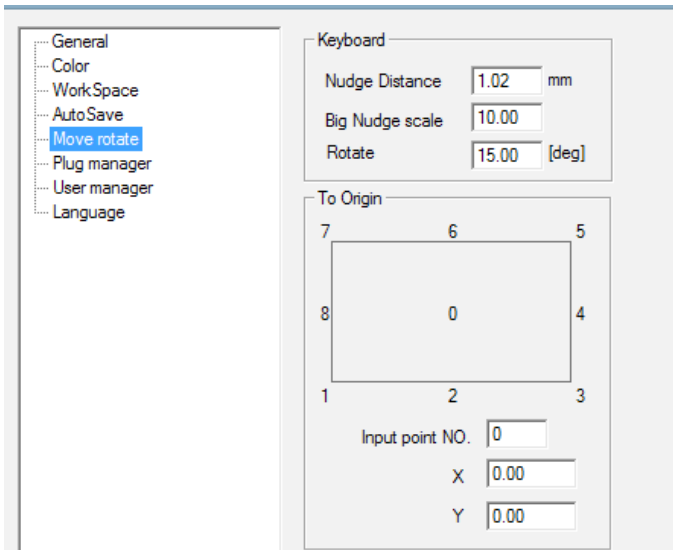 General
Color
WorkSpace
AutoSave
Move rotate
Plug manager
User manager
Language
Keyboard
Nudge Distance 1.02 mm
Big Nudge scale 10.00
Rotate 15.00 [deg]
To Origin
7 6 5
8 0 4
1 2 3
Input point NO. 0
X 0.00
Y 0.00